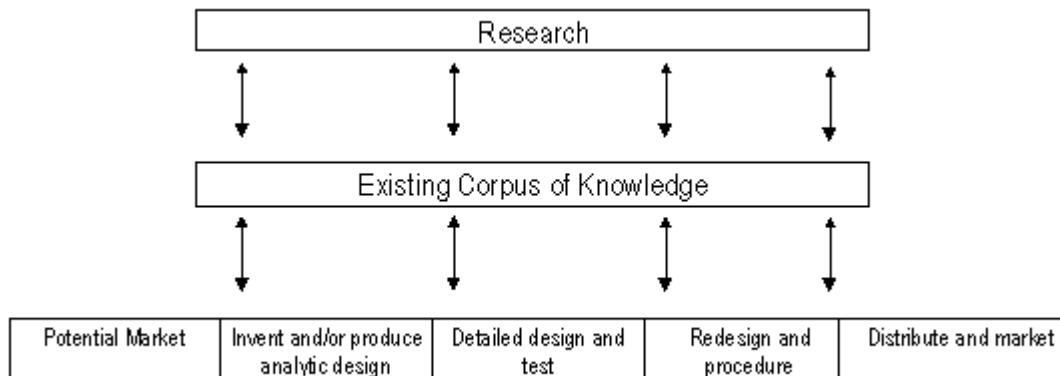 Research
Existing Corpus of Knowledge
Potential Market
Invent and/or produce
analytic design
Detailed design and
test
Redesign and
procedure
Distribute and market